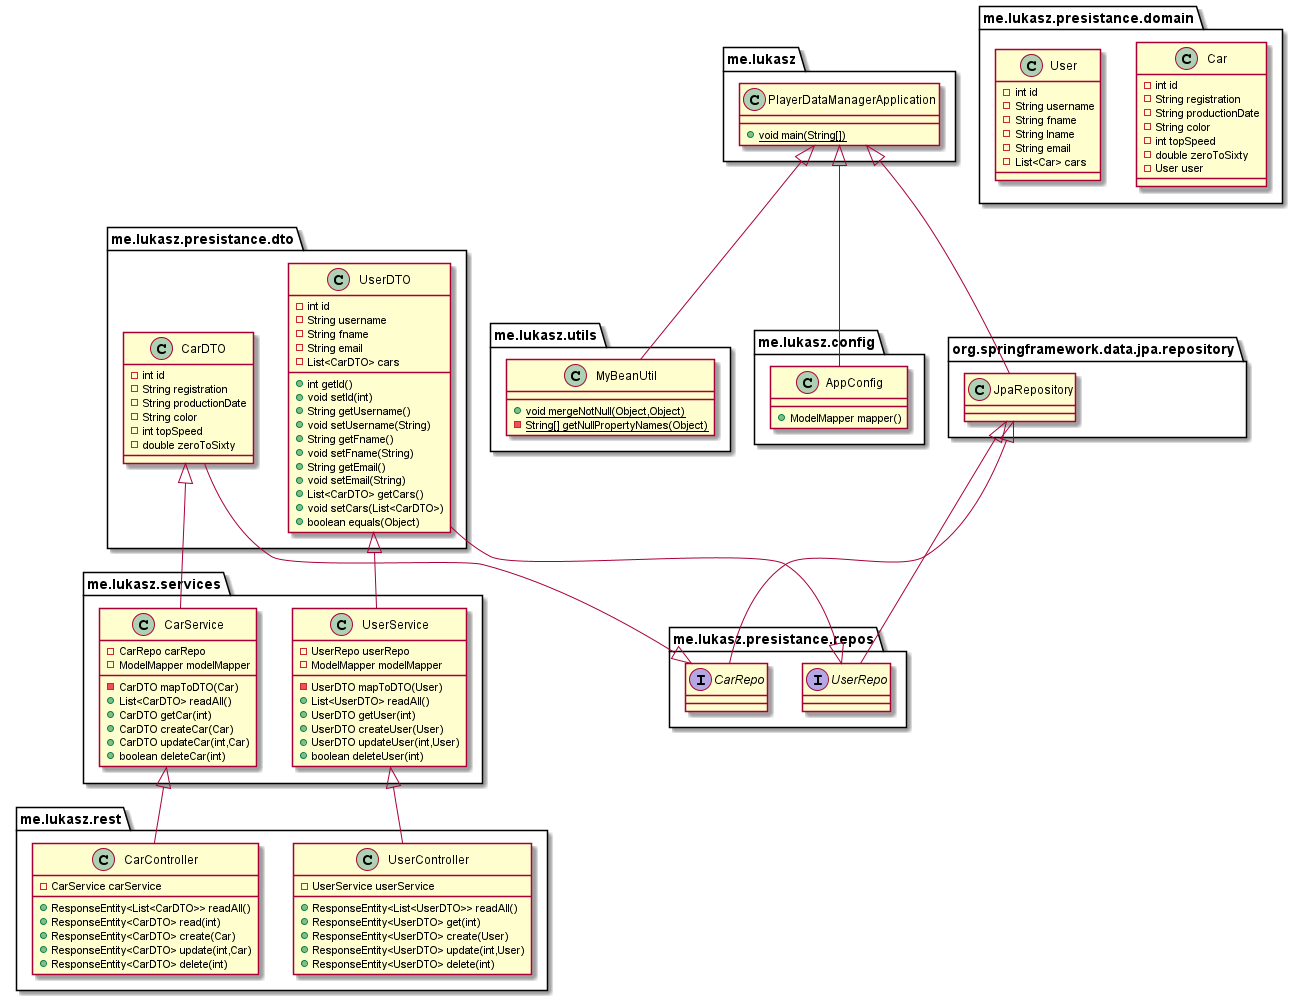 me.lukasz.presistance.domain
C User
int id
String username
String fname
String lname
String email
List<Car> cars
C Car
int id
String registration
String productionDate
String color
int topSpeed
double zeroToSixty
User user
me.lukasz
C PlayerDataManagerApplication
void main(String[])
me.lukasz.presistance.dto
C CarDTO
int id
String registration
String productionDate
String color
int topSpeed
double zeroToSixty
C UserDTO
int id
String username
String fname
String email
List<CarDTO> cars
int getId()
void setId(int)
String getUsername()
void setUsername(String)
String getFname()
void setFname(String)
String getEmail()
void setEmail(String)
List<CarDTO> getCars()
void setCars(List<CarDTO>)
boolean equals(Object)
me.lukasz.utils
C MyBeanUtil
void mergeNotNull(Object,Object)
String[] getNullPropertyNames(Object)
me.lukasz.config
C AppConfig
ModelMapper mapper()
org.springframework.data.jpa.repository
C JpaRepository
me.lukasz.services
C CarService
CarRepo carRepo
ModelMapper modelMapper
CarDTO mapToDTO(Car)
List<CarDTO> readAll()
CarDTO getCar(int)
CarDTO createCar(Car)
CarDTO updateCar(int,Car)
boolean deleteCar(int)
C UserService
UserRepo userRepo
ModelMapper modelMapper
UserDTO mapToDTO(User)
List<UserDTO> readAll()
UserDTO getUser(int)
UserDTO createUser(User)
UserDTO updateUser(int,User)
boolean deleteUser(int)
me.lukasz.presistance.repos
I CarRepo
I UserRepo
me.lukasz.rest
C CarController
CarService carService
ResponseEntity<List<CarDTO>> readAll()
ResponseEntity<CarDTO> read(int)
ResponseEntity<CarDTO> create(Car)
ResponseEntity<CarDTO> update(int,Car)
ResponseEntity<CarDTO> delete(int)
C UserController
UserService userService
ResponseEntity<List<UserDTO>> readAll()
ResponseEntity<UserDTO> get(int)
ResponseEntity<UserDTO> create(User)
ResponseEntity<UserDTO> update(int,User)
ResponseEntity<UserDTO> delete(int)